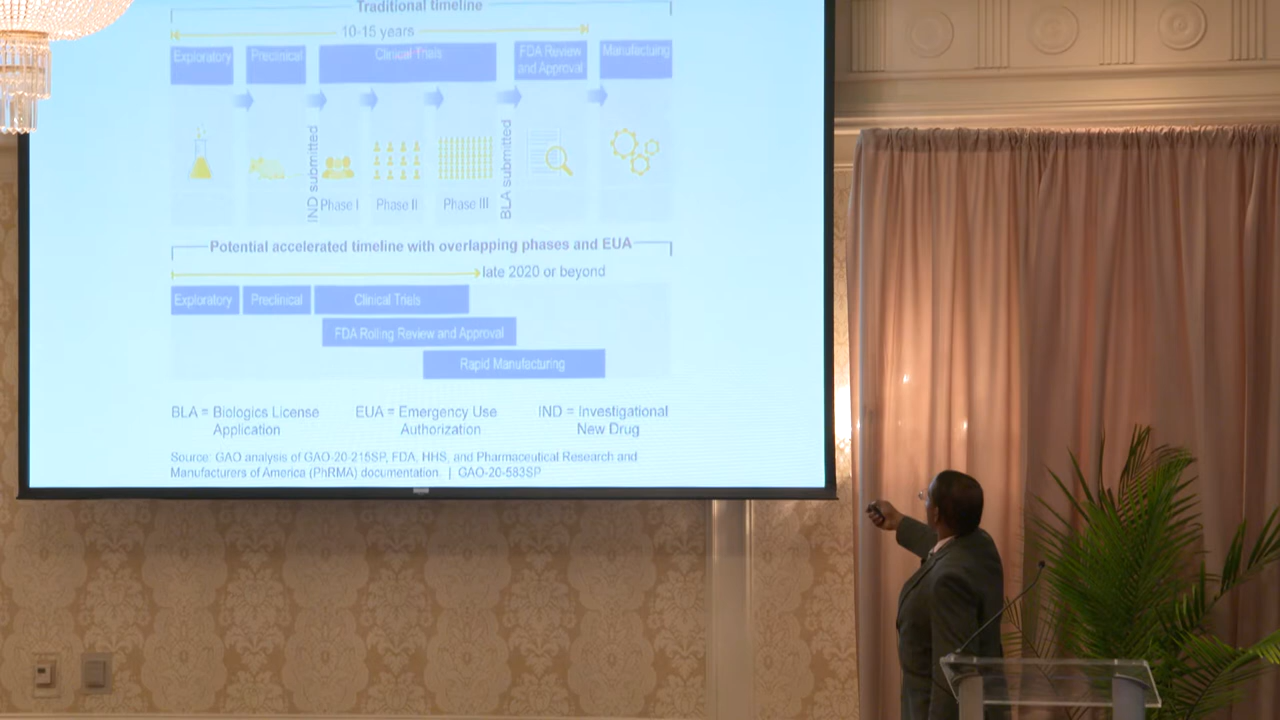 Traditional timeline
10-15 years
Exploratory
Preclinical
Clinical Trials
FDA Review
and Approval
Manufacturing
IND submitted
BLA submitted
Phase I
Phase II
Phase III
Potential accelerated timeline with overlapping phases and EUA
late 2020 or beyond
Exploratory
Preclinical
Clinical Trials
FDA Rolling Review and Approval
Rapid Manufacturing
BLA = Biologics License
Application
EUA = Emergency Use
Authorization
IND = Investigational
New Drug
Source: GAO analysis of GAO-20-215SP, FDA, HHS, and Pharmaceutical Research and
Manufacturers of America (PhRMA) documentation. | GAO-20-583SP